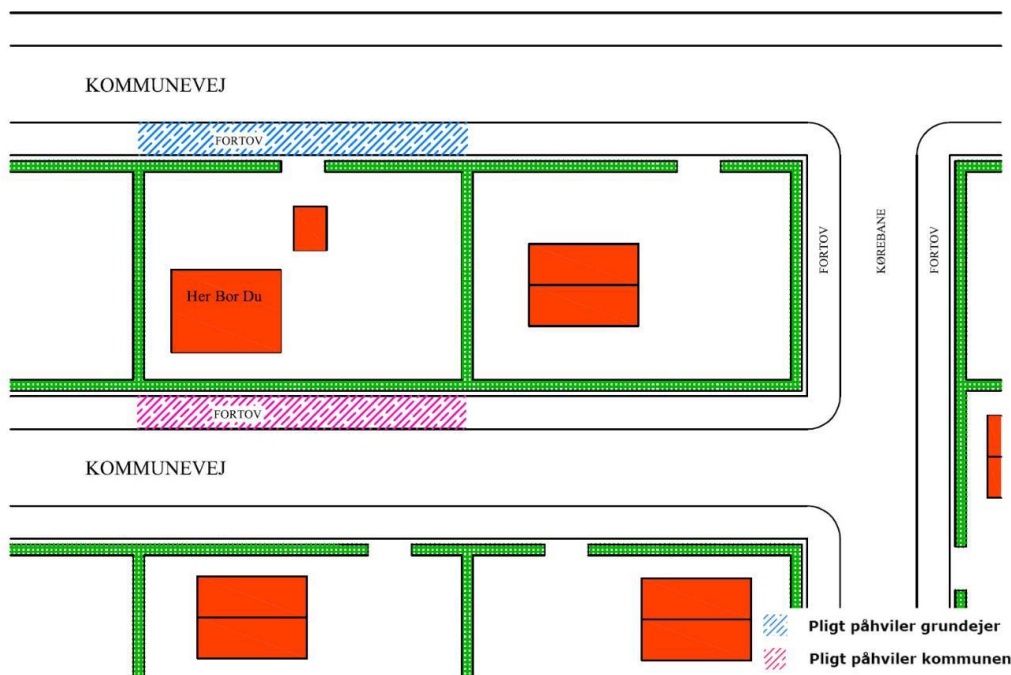 KOMMUNEVEJ
FORTOV
Her Bor Du
FORTOV
KØREBANE
FORTOV
FORTOV
KOMMUNEVEJ
Pligt påhviler grundejer
Pligt påhviler kommunen